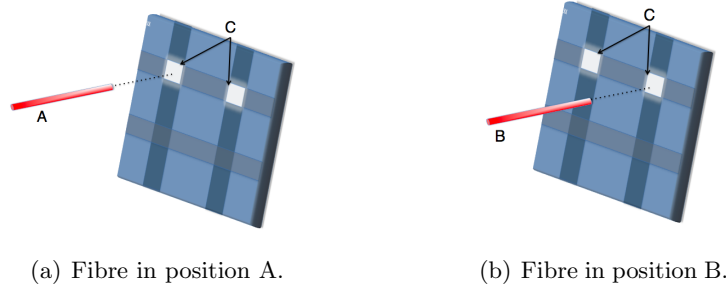 C
A
(a) Fibre in position A.
C
B
(b) Fibre in position B.